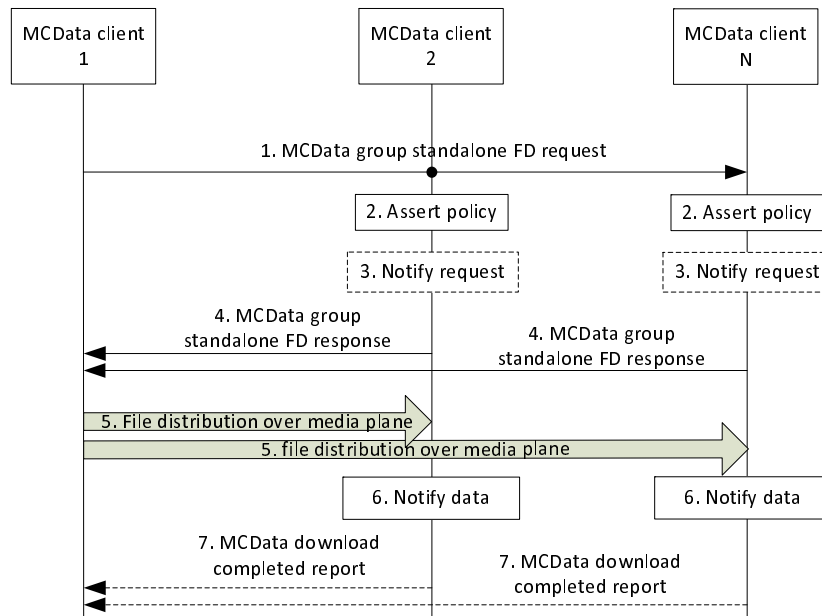 MCData client
1
MCData client
2
MCData client
N
1. MCData group standalone FD request
2. Assert policy
2. Assert policy
3. Notify request
3. Notify request
4. MCData group
standalone FD response
4. MCData group
standalone FD response
5. File distribution over media plane
5. file distribution over media plane
6. Notify data
6. Notify data
7. MCData download
completed report
7. MCData download
completed report